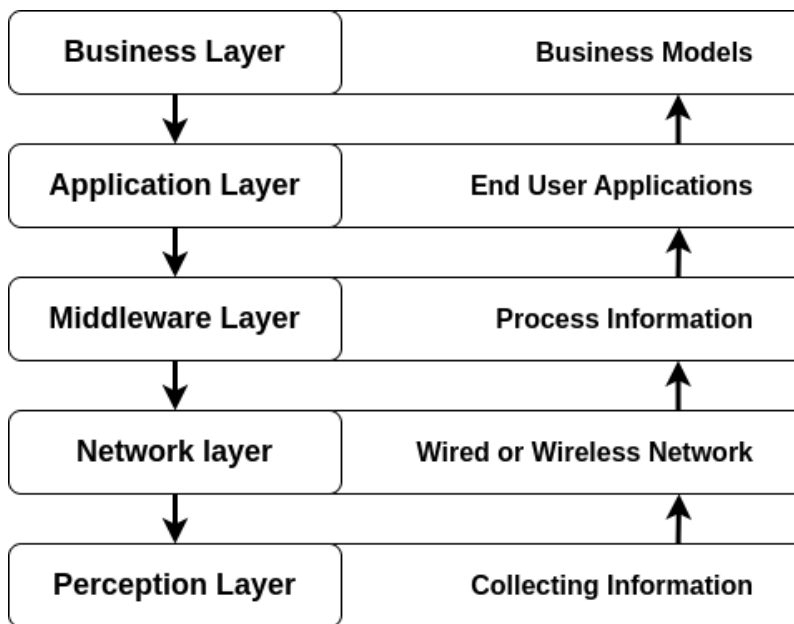 Business Layer
Business Models
Application Layer
End User Applications
Middleware Layer
Process Information
Network layer
Wired or Wireless Network
Perception Layer
Collecting Information